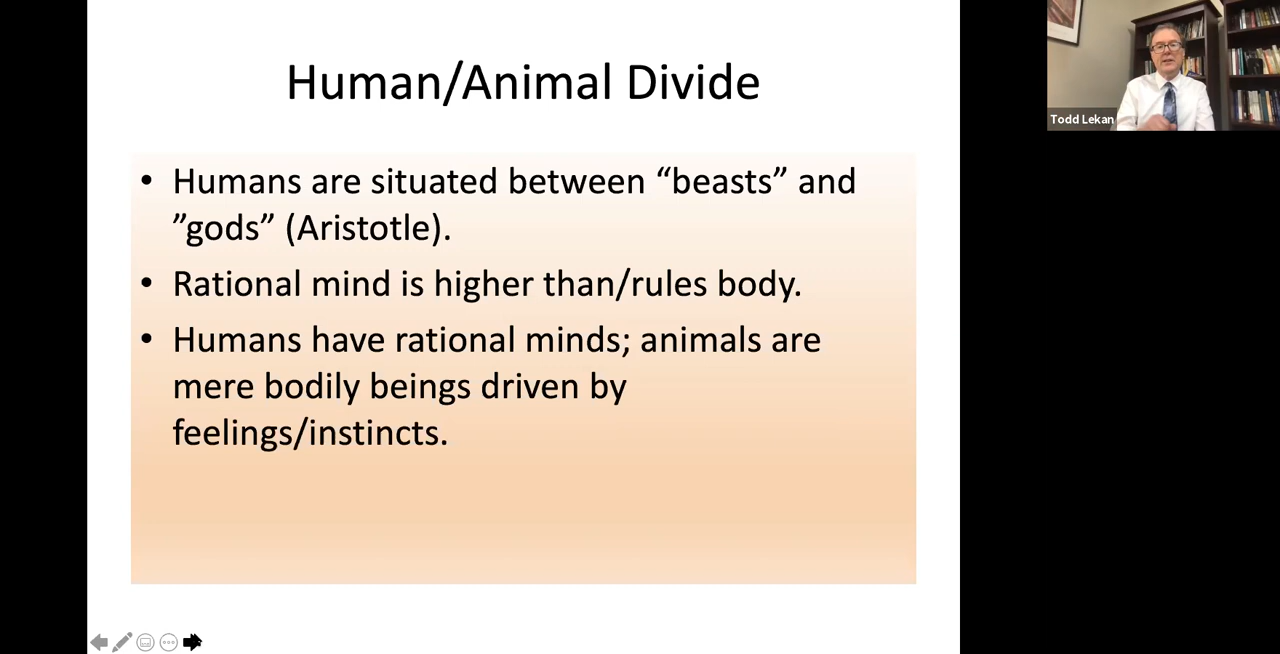 Human/Animal Divide
• Humans are situated between “beasts” and
”gods” (Aristotle).
• Rational mind is higher than/rules body.
• Humans have rational minds; animals are
mere bodily beings driven by
feelings/instincts.
Todd Lekan